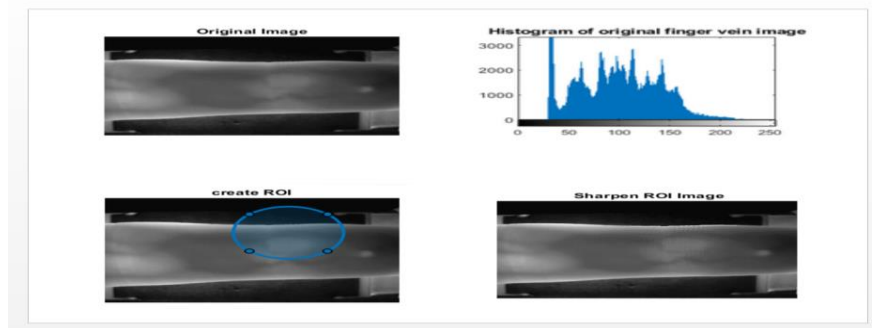 Original Image
Histogram of original finger vein image
3000
2000
1000
0
0 50 100 150 200 250
create ROI
Sharpen ROI Image